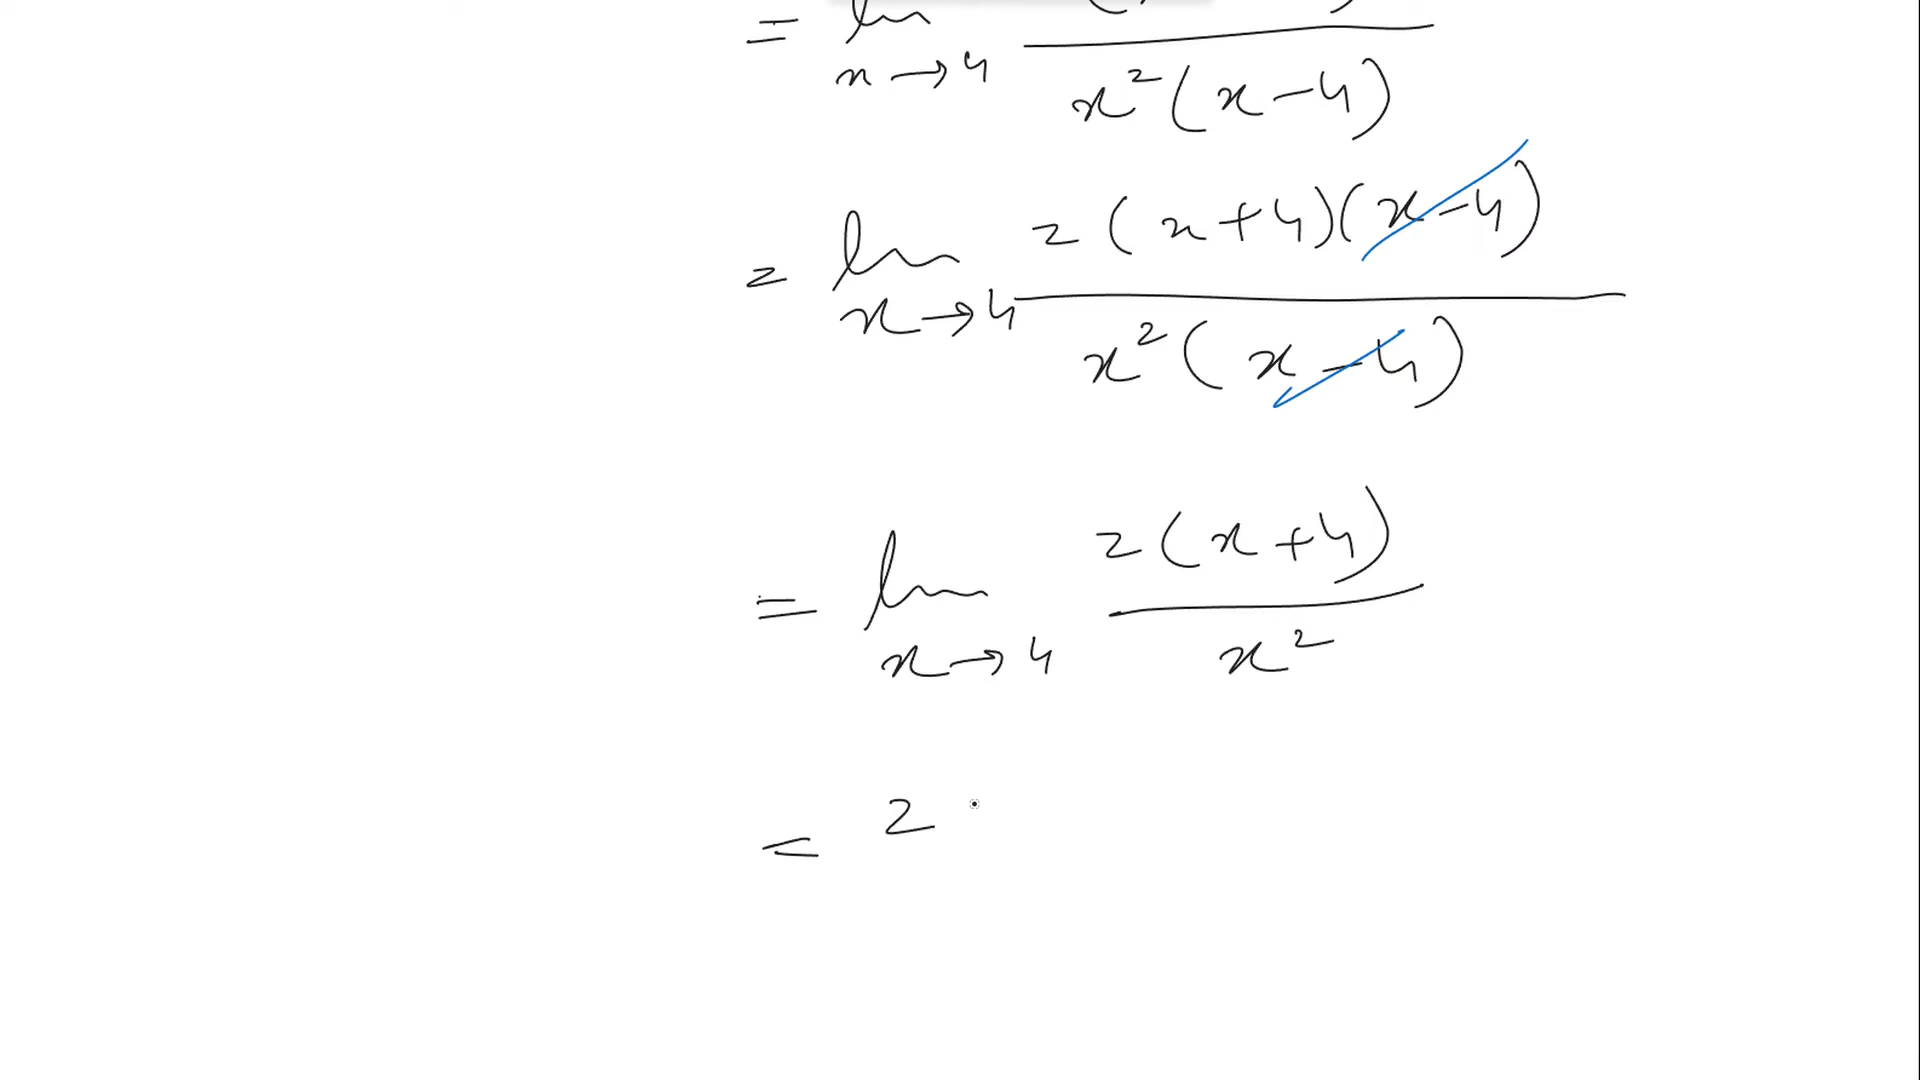 = lim x→4 ───── x²(x-4)
= lim x→4 2(x+4)(x-4) / x²(x-4)
= lim x→4 2(x+4) / x²
= 2